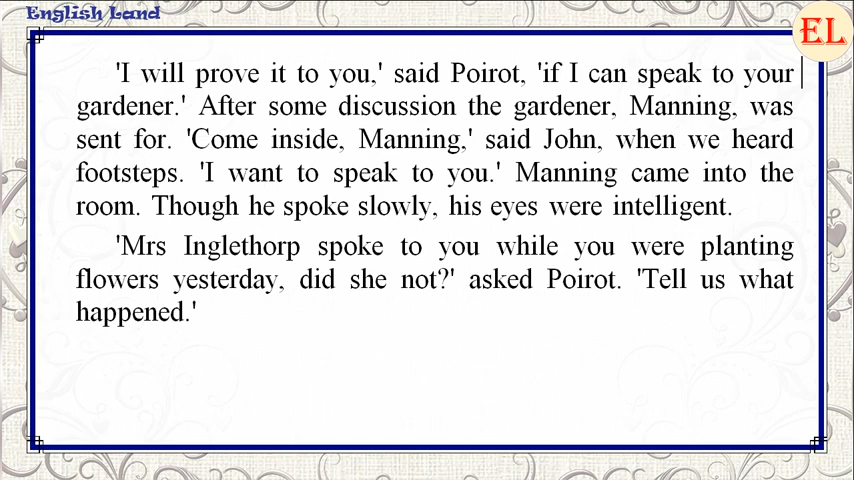 English Land
EL
'I will prove it to you,' said Poirot, 'if I can speak to your
gardener.' After some discussion the gardener, Manning, was
sent for. 'Come inside, Manning,' said John, when we heard
footsteps. 'I want to speak to you.' Manning came into the
room. Though he spoke slowly, his eyes were intelligent.
'Mrs Inglethorp spoke to you while you were planting
flowers yesterday, did she not?' asked Poirot. 'Tell us what
happened.'